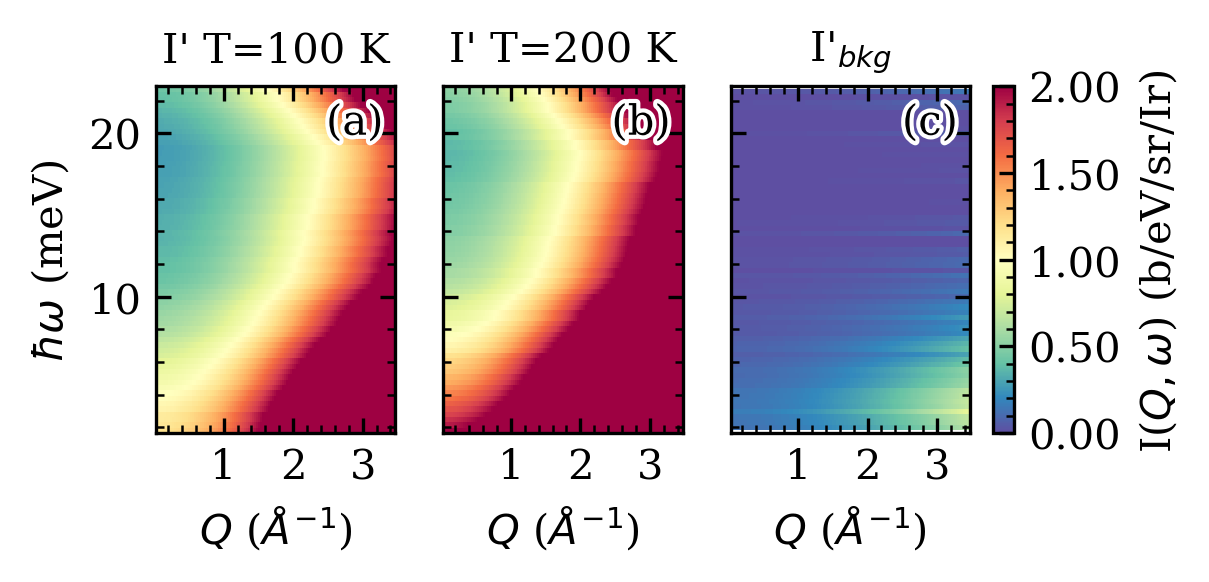 I' T=100 K
I' T=200 K
I'bkg
(a)
(b)
(c)
ħω (meV)
20
10
1 2 3
1 2 3
1 2 3
Q (Å⁻¹)
Q (Å⁻¹)
Q (Å⁻¹)
2.00
1.50
1.00
0.50
0.00
I(Q, ω) (b/eV/sr/Ir)